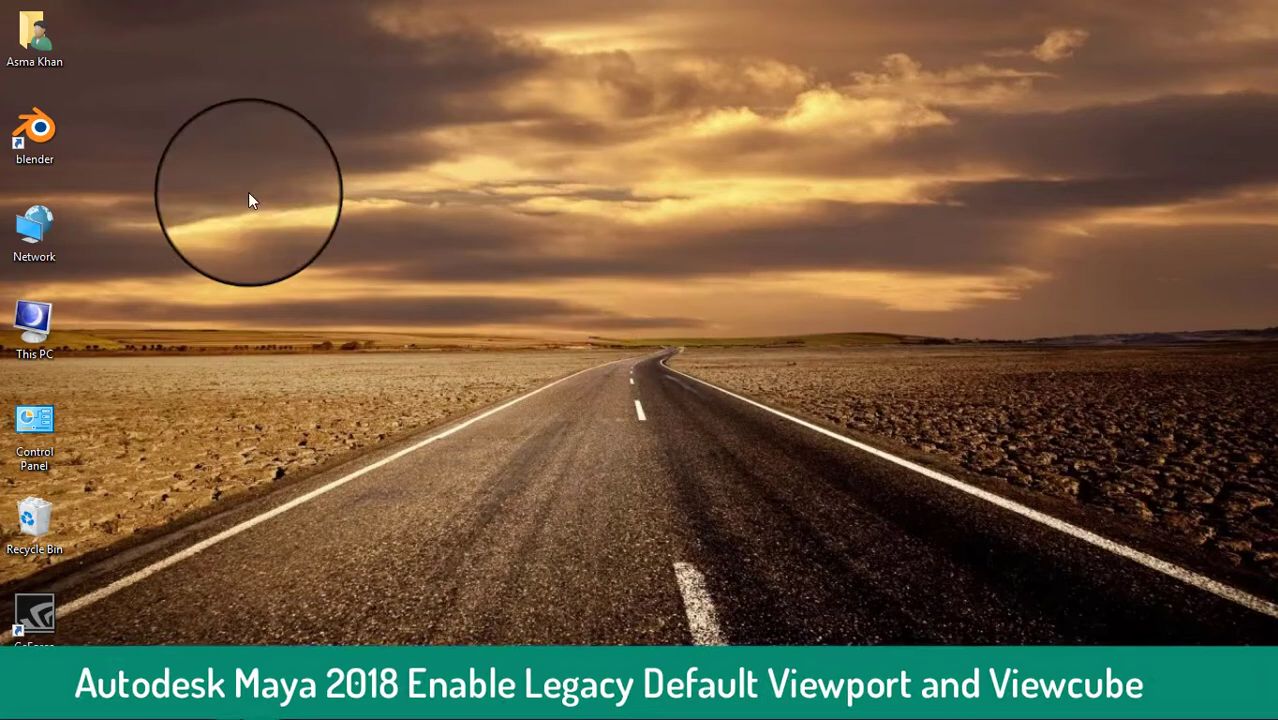 Asma Khan
blender
Network
This PC
Control
Panel
Recycle Bin
Autodesk Maya 2018 Enable Legacy Default Viewport and Viewcube